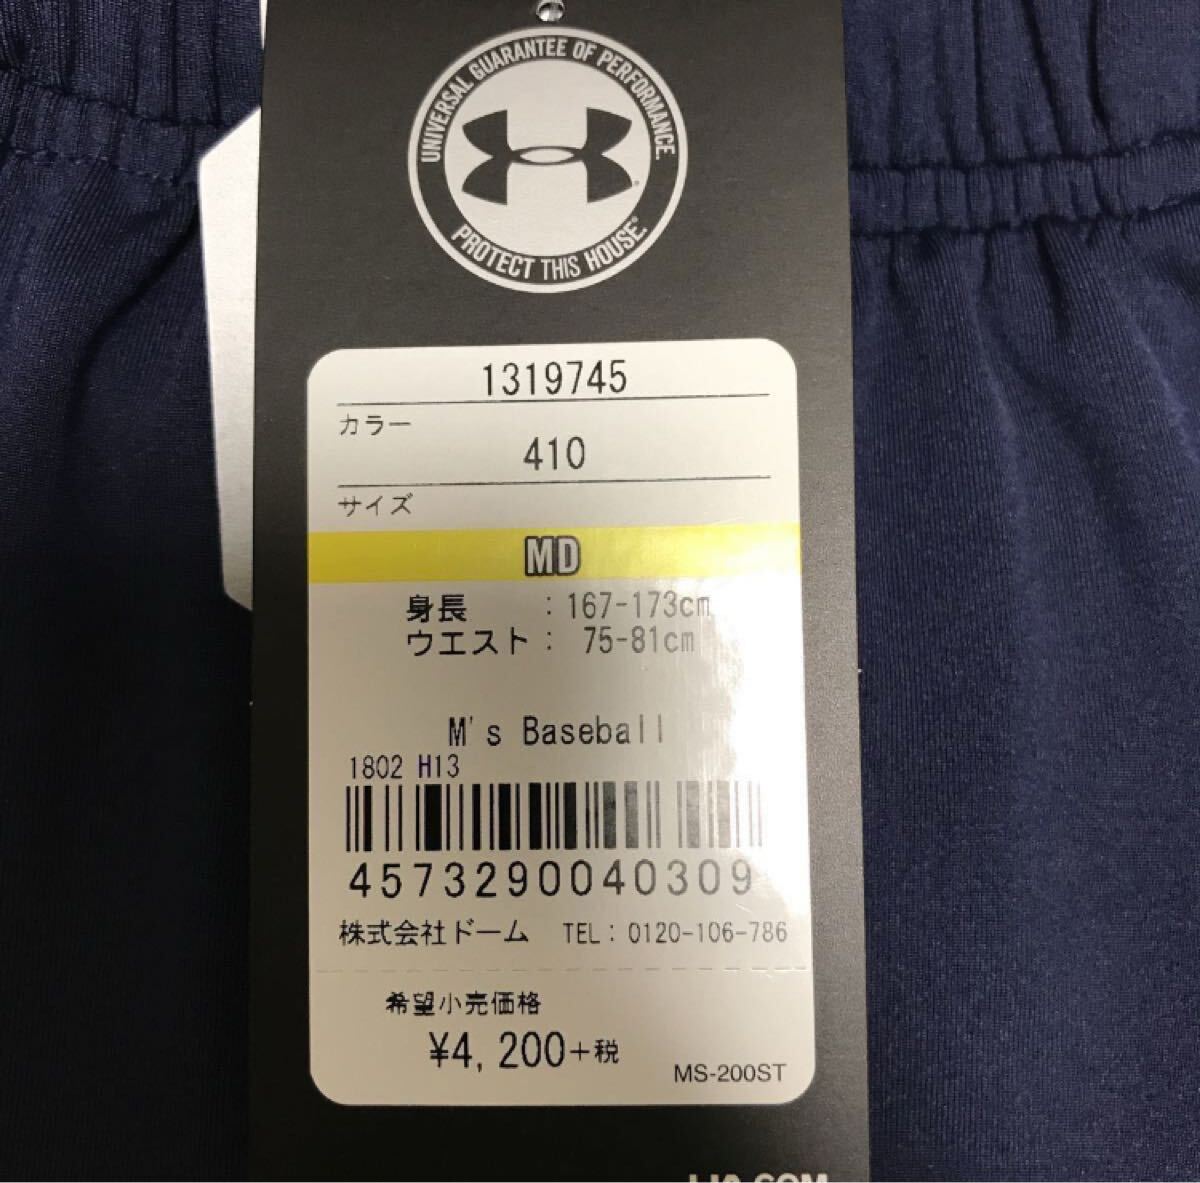 UNIVERSAL GUARANTEE OF PERFORMANCE.
PROTECT THIS HOUSE.®
1319745
カラー
410
サイズ
MD
身長 : 167-173cm
ウエスト : 75-81cm
M's Baseball
1802 H13
4573290040309
株式会社ドーム TEL : 0120-106-786
希望小売価格
¥4,200+税
MS-200ST